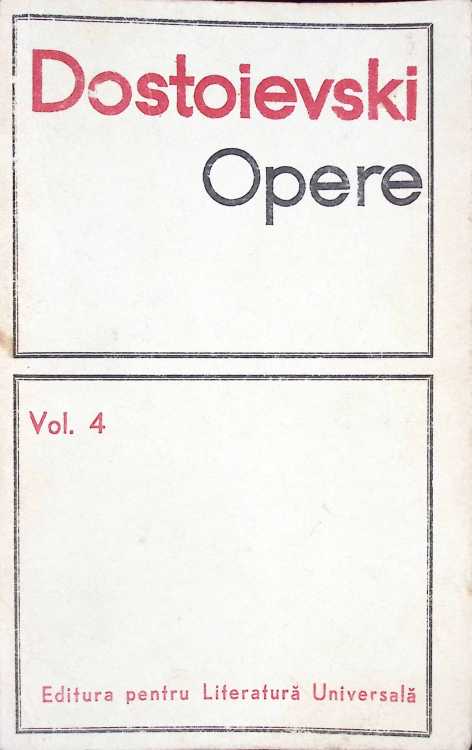 Dostoievski
Opere
Vol. 4
Editura pentru Literatură Universală